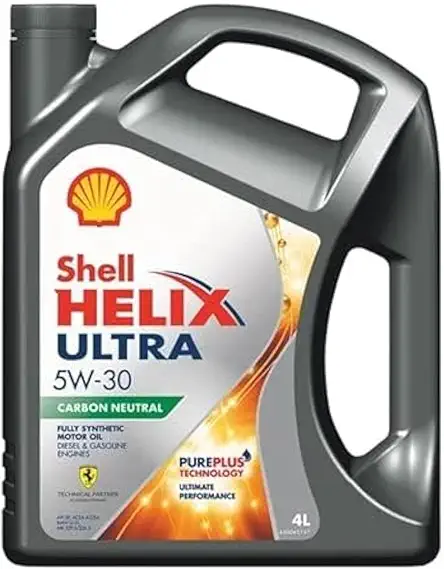 Shell
HELIX
ULTRA
5W-30
CARBON NEUTRAL
FULLY SYNTHETIC
MOTOR OIL
DIESEL & GASOLINE
ENGINES
PUREPLUS
TECHNOLOGY
ULTIMATE
PERFORMANCE
TECHNICAL PARTNER
4L